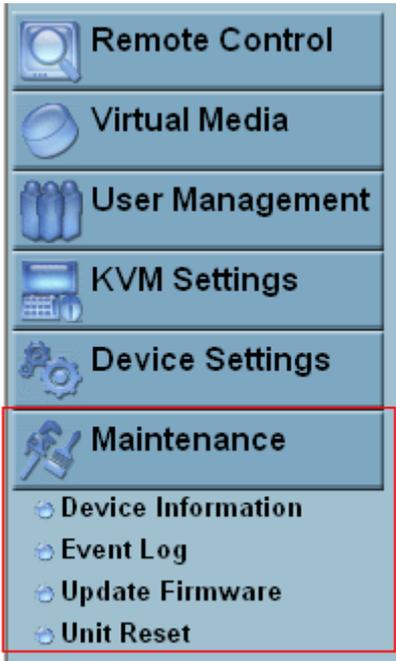 Remote Control
Virtual Media
User Management
KVM Settings
Device Settings
Maintenance
Device Information
Event Log
Update Firmware
Unit Reset